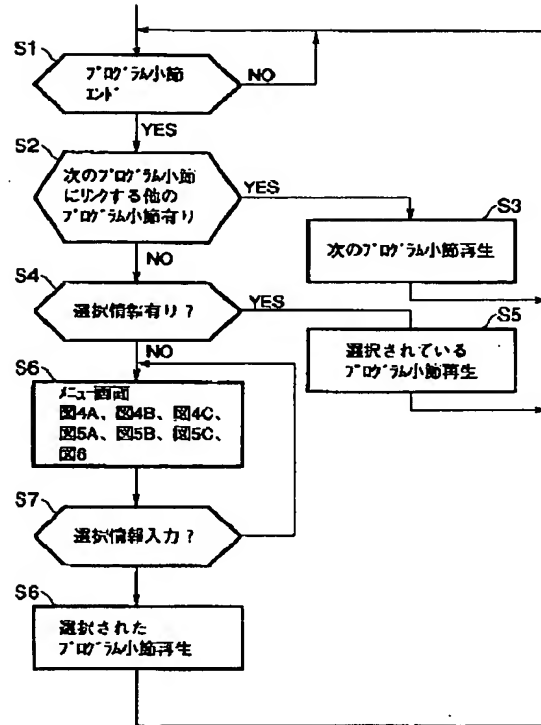 S1
プログラム小節
エンド
NO
YES
S2
次のプログラム小節
にリンクする他の
プログラム小節有り
YES
S3
次のプログラム小節再生
NO
S4
選択情報有り?
YES
S5
選択されている
プログラム小節再生
NO
S6
メニュー画面
図4A、図4B、図4C、
図5A、図5B、図5C、
図6
S7
選択情報入力?
S6
選択された
プログラム小節再生